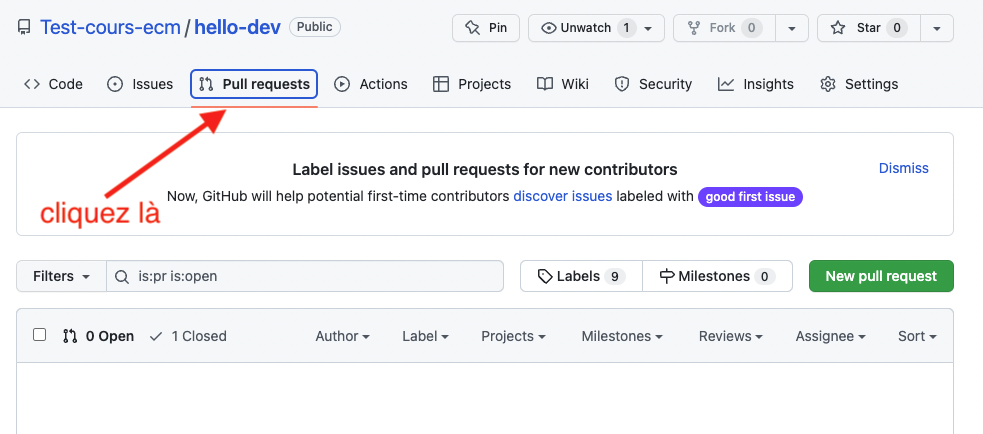 Test-cours-ecm / hello-dev Public Pin Unwatch 1 Fork 0 Star 0
Code Issues Pull requests Actions Projects Wiki Security Insights Settings
Label issues and pull requests for new contributors Dismiss
Now, GitHub will help potential first-time contributors discover issues labeled with good first issue
cliquez là
Filters is:pr is:open Labels 9 Milestones 0 New pull request
0 Open 1 Closed Author Label Projects Milestones Reviews Assignee Sort